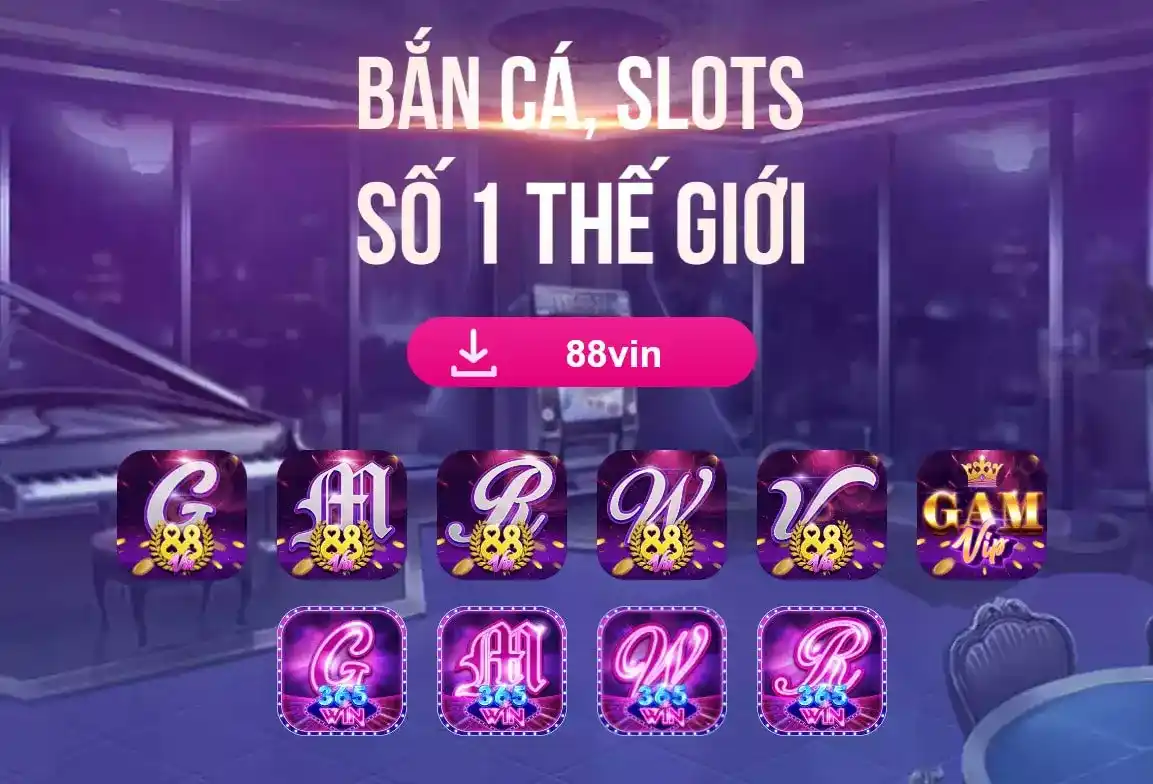 BẮN CÁ, SLOTS
SỐ 1 THẾ GIỚI
88vin
G 88 Vin
M 88 Vin
R 88 Vin
W 88 Vin
V 88 Vin
GAM Vip
G 365 WIN
M 365 WIN
W 365 WIN
R 365 WIN